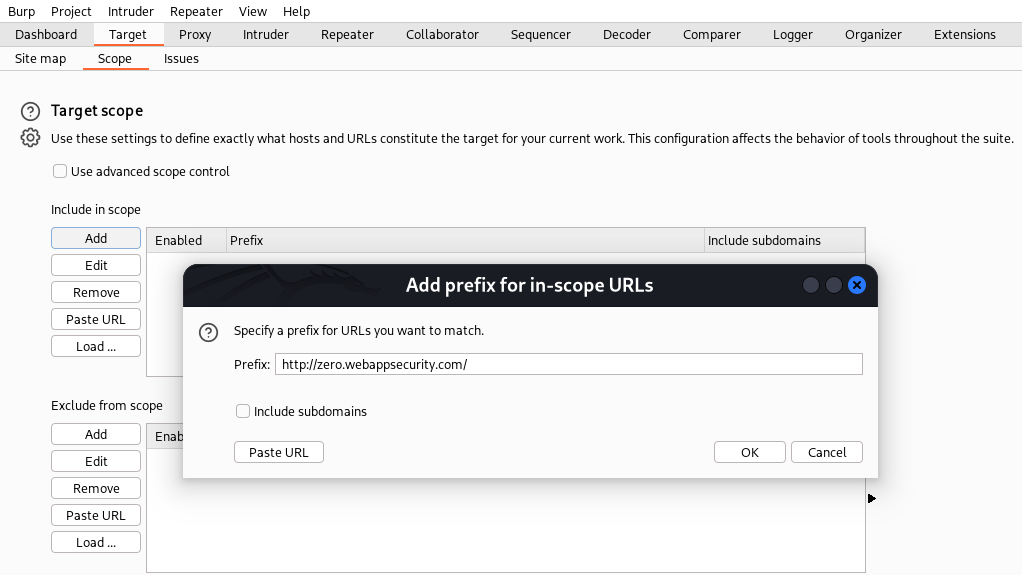 Burp Project Intruder Repeater View Help
Dashboard Target Proxy Intruder Repeater Collaborator Sequencer Decoder Comparer Logger Organizer Extensions
Site map Scope Issues
Target scope
Use these settings to define exactly what hosts and URLs constitute the target for your current work. This configuration affects the behavior of tools throughout the suite.
Use advanced scope control
Include in scope
Add
Enabled Prefix Include subdomains
Edit
Remove
Paste URL
Load ...
Add prefix for in-scope URLs
Specify a prefix for URLs you want to match.
Prefix: http://zero.webappsecurity.com/
Include subdomains
Paste URL OK Cancel
Exclude from scope
Add
Enab
Edit
Remove
Paste URL
Load ...